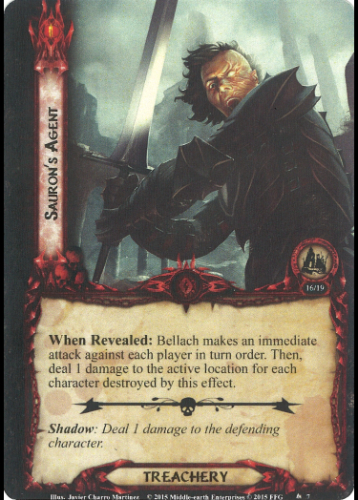 SAURON'S AGENT
16/19
When Revealed: Bellach makes an immediate
attack against each player in turn order. Then,
deal 1 damage to the active location for each
character destroyed by this effect.
Shadow: Deal 1 damage to the defending
character.
TREACHERY
Illus. Javier Charro Martinez © 2015 Middle-earth Enterprises © 2015 FFG